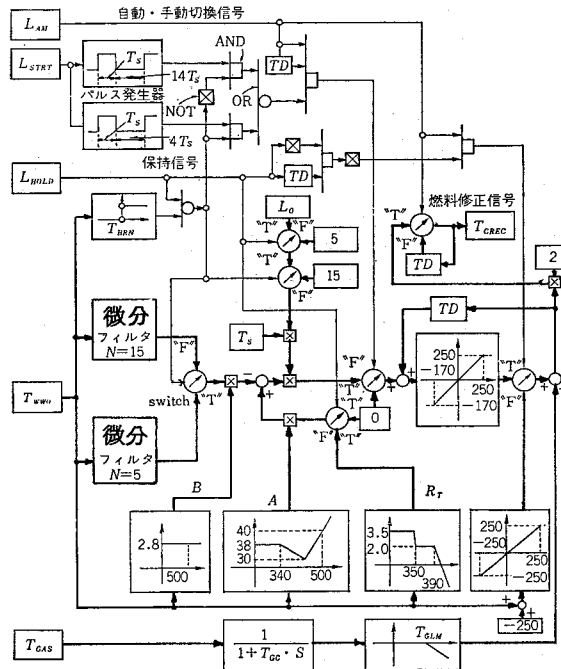 自動・手動切換信号
L_AM
L_STRT
T_S
14T_S
パルス発生器
T_S
4T_S
AND
NOT
OR
TD
保持信号
L_HOLD
TD
T_BRN
L_0
"T"
"F"
5
"T"
15
"F"
燃料修正信号
"T"
"F"
T_CREC
TD
2
TD
微分
フィルタ
N=15
"F"
T_S
T_WWO
switch
"T"
微分
フィルタ
N=5
"F"
"T"
"T"
"F"
"T"
0
250
-170
250
-170
"T"
"F"
B
2.8
500
A
40
38
30
340
500
R_T
3.5
2.0
350
390
250
-250
250
-250
-250
T_GAS
1
1+T_GC・S
T_GLM